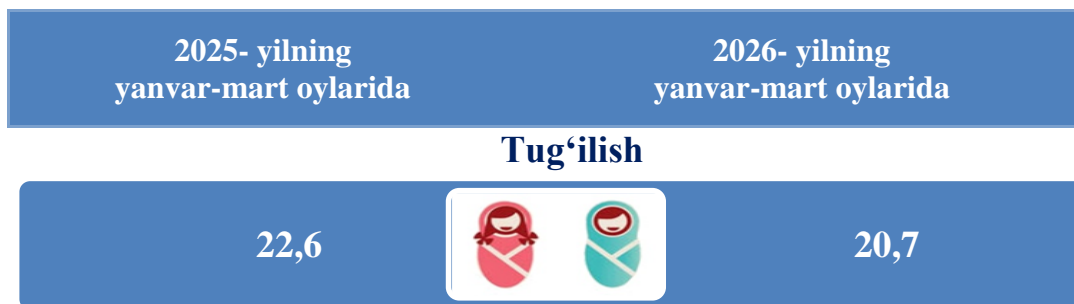 2025- yilning
yanvar-mart oylarida
2026- yilning
yanvar-mart oylarida
Tug‘ilish
22,6
20,7